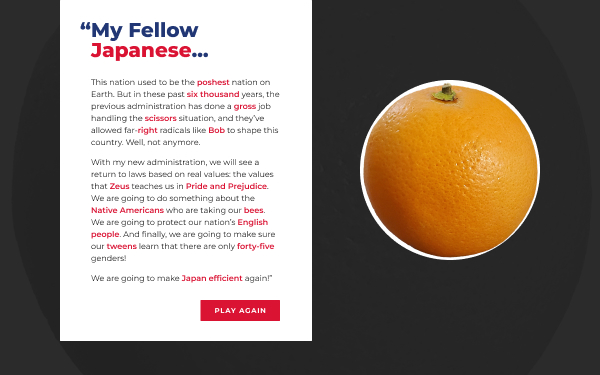 “My Fellow
Japanese...
This nation used to be the poshest nation on
Earth. But in these past six thousand years, the
previous administration has done a gross job
handling the scissors situation, and they’ve
allowed far-right radicals like Bob to shape this
country. Well, not anymore.
With my new administration, we will see a
return to laws based on real values: the values
that Zeus teaches us in Pride and Prejudice.
We are going to do something about the
Native Americans who are taking our bees.
We are going to protect our nation’s English
people. And finally, we are going to make sure
our tweens learn that there are only forty-five
genders!
We are going to make Japan efficient again!”
PLAY AGAIN